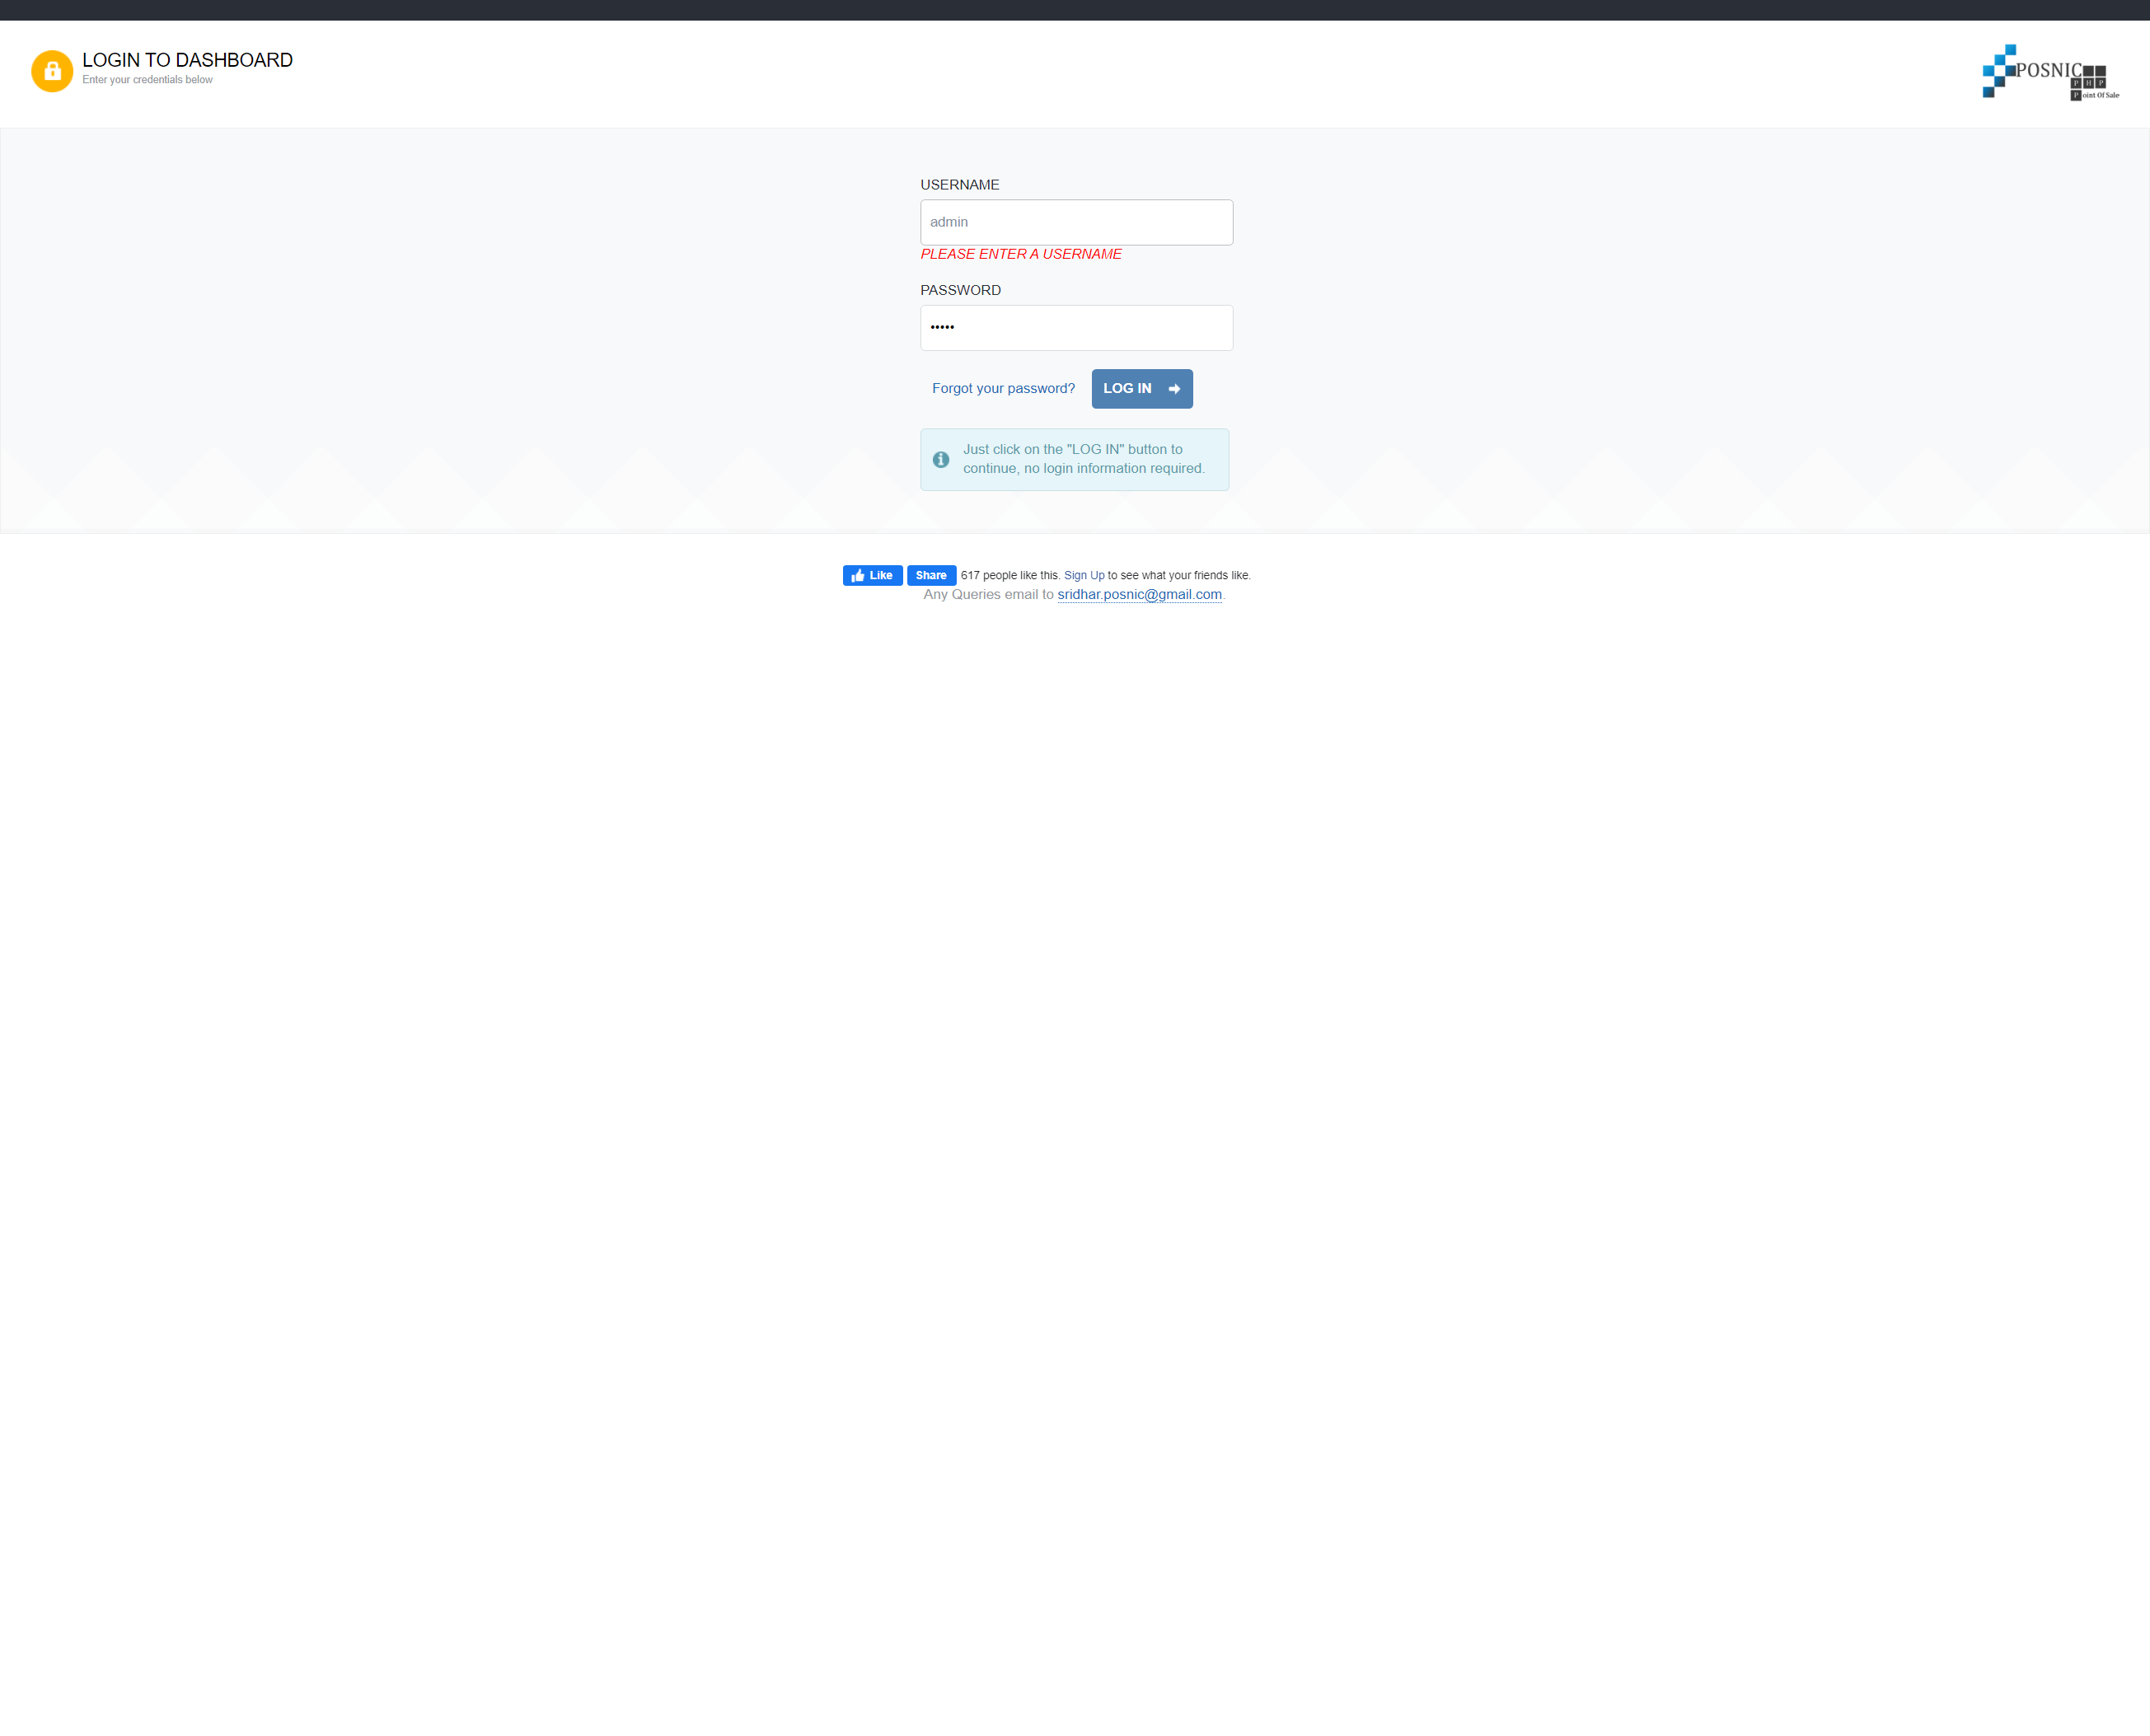 LOGIN TO DASHBOARD
Enter your credentials below
POSNIC
PHP
Point Of Sale
USERNAME
admin
PLEASE ENTER A USERNAME
PASSWORD
•••••
Forgot your password? LOG IN
Just click on the "LOG IN" button to
continue, no login information required.
Like Share 617 people like this. Sign Up to see what your friends like.
Any Queries email to sridhar.posnic@gmail.com.